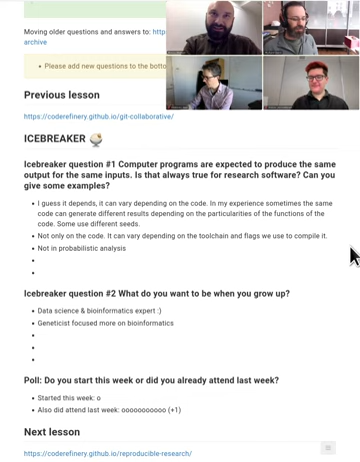 Moving older questions and answers to: http
archive
Please add new questions to the botto
Previous lesson
https://coderefinery.github.io/git-collaborative/
ICEBREAKER
Icebreaker question #1 Computer programs are expected to produce the same
output for the same inputs. Is that always true for research software? Can you
give some examples?
I guess it depends, it can vary depending on the code. In my experience sometimes the same
code can generate different results depending on the particularities of the functions of the
code. Some use different seeds.
Not only on the code. It can vary depending on the toolchain and flags we use to compile it.
Not in probabilistic analysis
Icebreaker question #2 What do you want to be when you grow up?
Data science & bioinformatics expert :)
Geneticist focused more on bioinformatics
Poll: Do you start this week or did you already attend last week?
Started this week: o
Also did attend last week: ooooooooooo (+1)
Next lesson
https://coderefinery.github.io/reproducible-research/